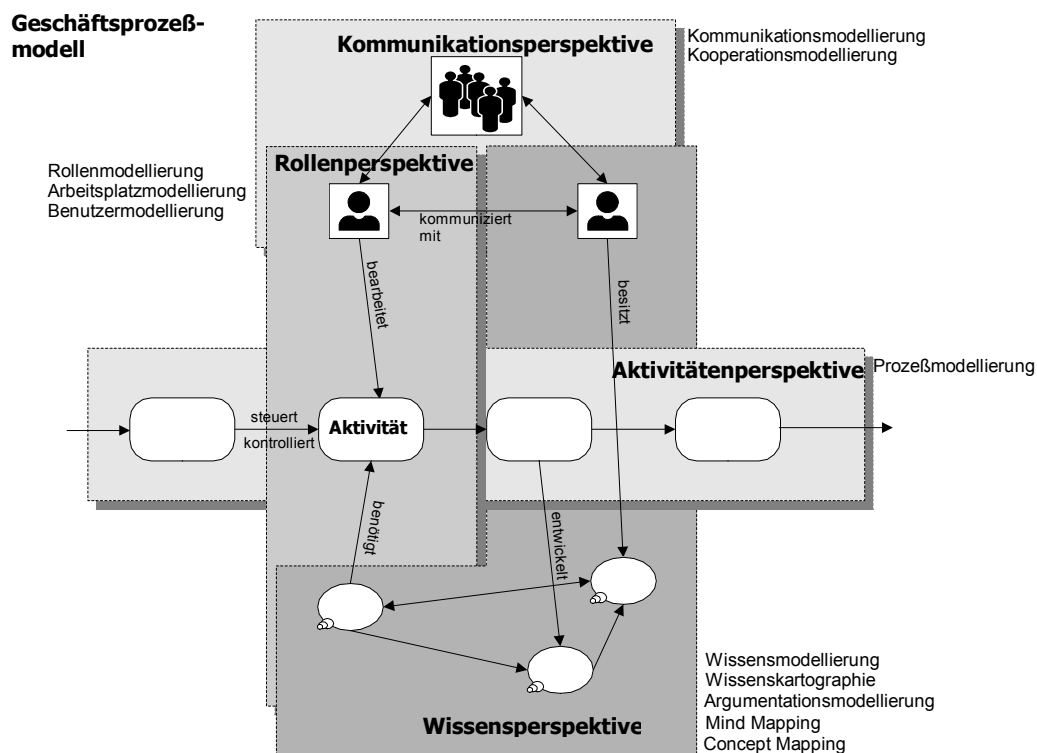 Geschäftsprozeß-
modell
Kommunikationsperspektive
Kommunikationsmodellierung
Kooperationsmodellierung
Rollenperspektive
Rollenmodellierung
Arbeitsplatzmodellierung
Benutzermodellierung
kommuniziert
mit
bearbeitet
besitzt
Aktivitätenperspektive
Prozeßmodellierung
steuert
kontrolliert
Aktivität
benötigt
entwickelt
Wissensmodellierung
Wissenskartographie
Argumentationsmodellierung
Mind Mapping
Concept Mapping
Wissensperspektive